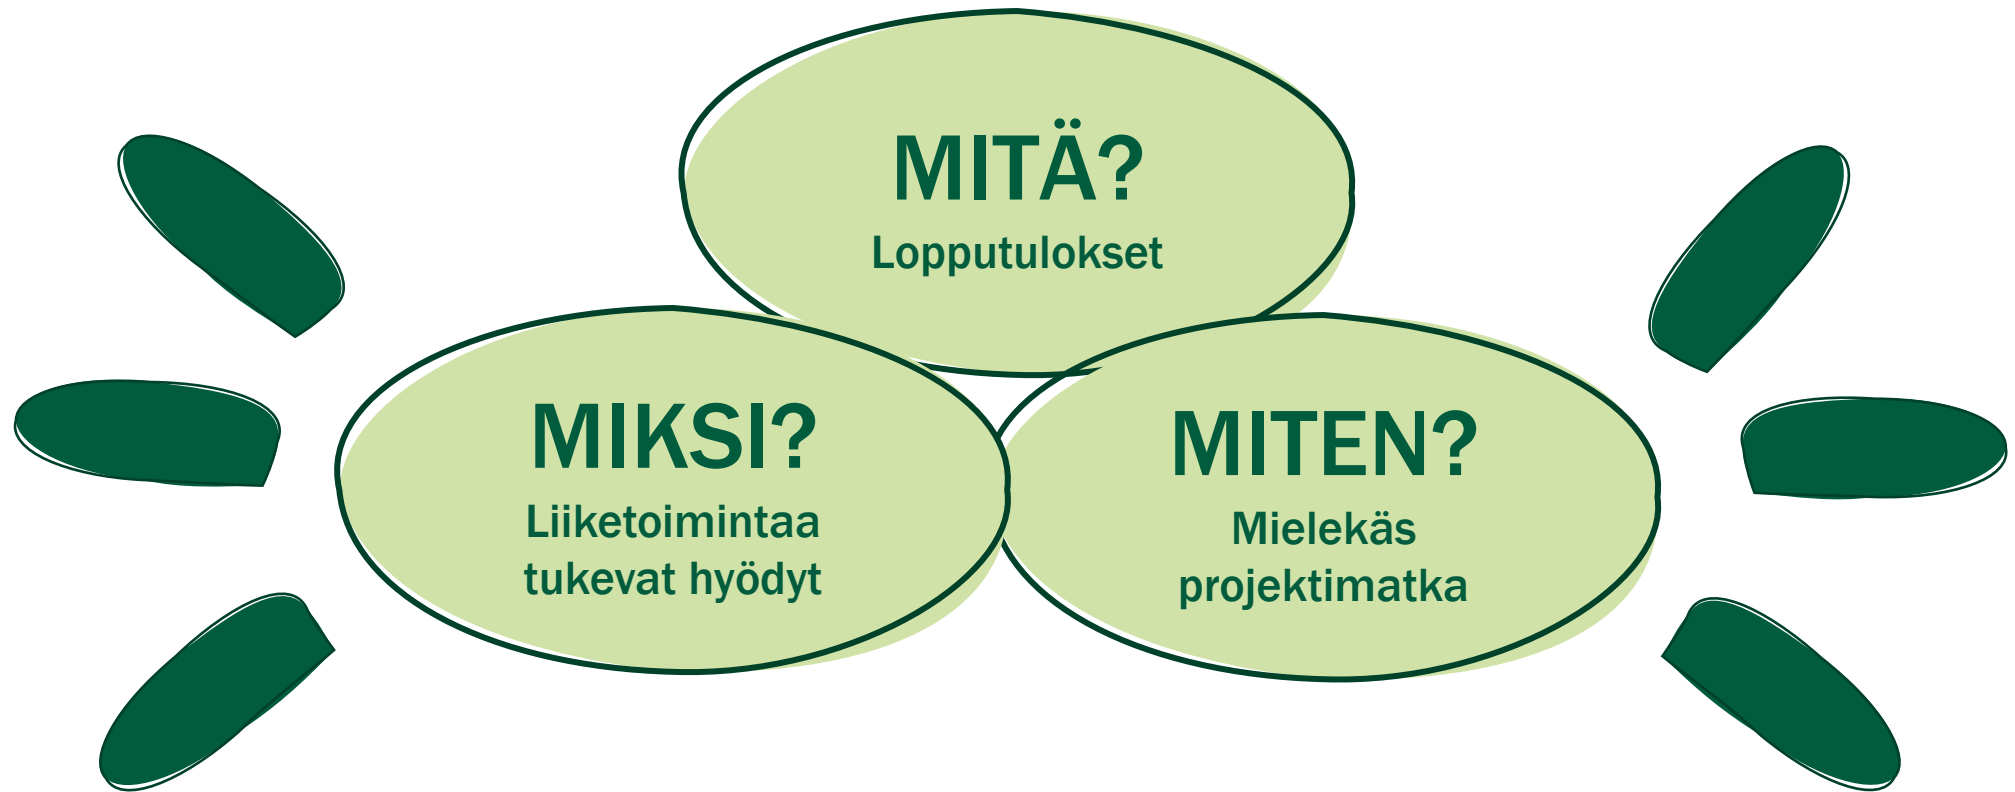 MITÄ?
Lopputulokset
MIKSI?
Liiketoimintaa
tukevat hyödyt
MITEN?
Mielekäs
projektimatka